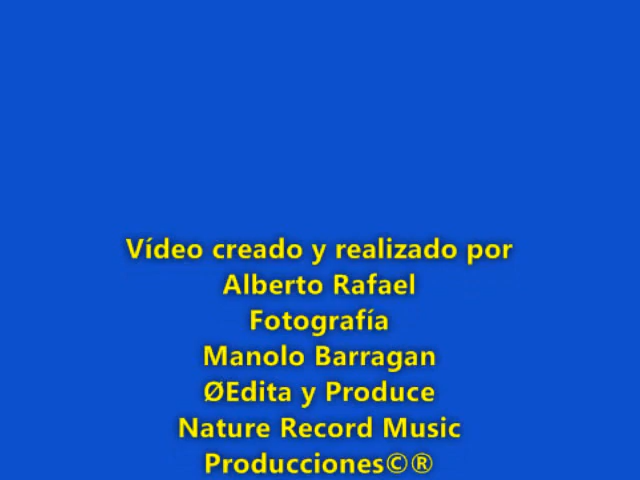 Vídeo creado y realizado por
Alberto Rafael
Fotografía
Manolo Barragan
ØEdita y Produce
Nature Record Music
Producciones©®